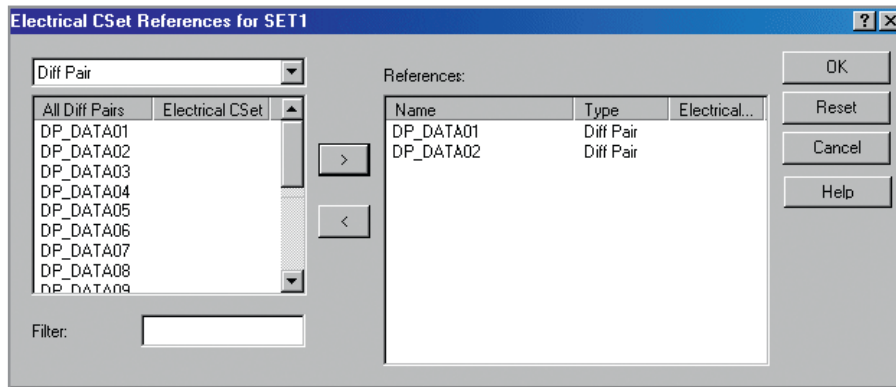 Electrical CSet References for SET1
Diff Pair
All Diff Pairs Electrical CSet
DP_DATA01
DP_DATA02
DP_DATA03
DP_DATA04
DP_DATA05
DP_DATA06
DP_DATA07
DP_DATA08
DP_DATA09
Filter:
>
<
References:
Name Type Electrical...
DP_DATA01 Diff Pair
DP_DATA02 Diff Pair
OK
Reset
Cancel
Help